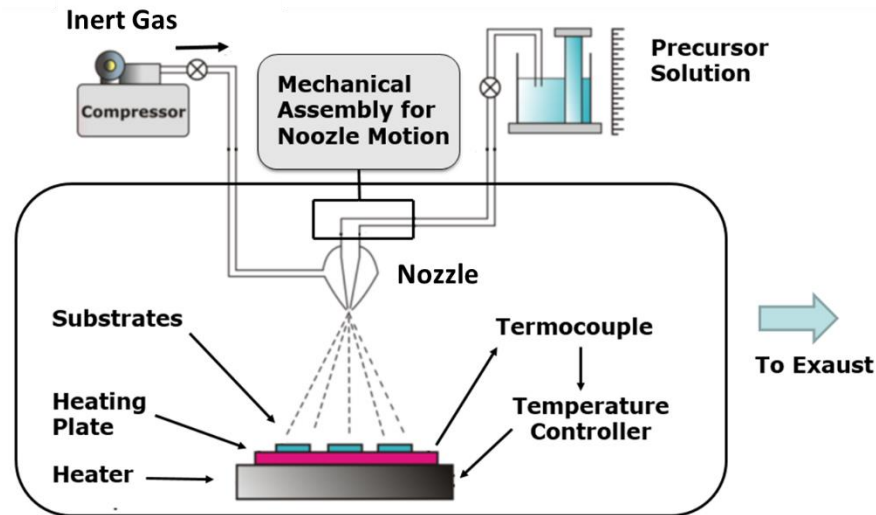 Inert Gas
Compressor
Mechanical
Assembly for
Noozle Motion
Precursor
Solution
Nozzle
Substrates
Termocouple
To Exaust
Heating
Plate
Temperature
Controller
Heater